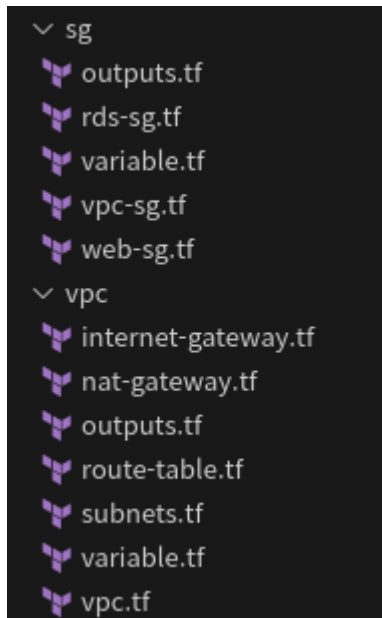 sg
outputs.tf
rds-sg.tf
variable.tf
vpc-sg.tf
web-sg.tf
vpc
internet-gateway.tf
nat-gateway.tf
outputs.tf
route-table.tf
subnets.tf
variable.tf
vpc.tf